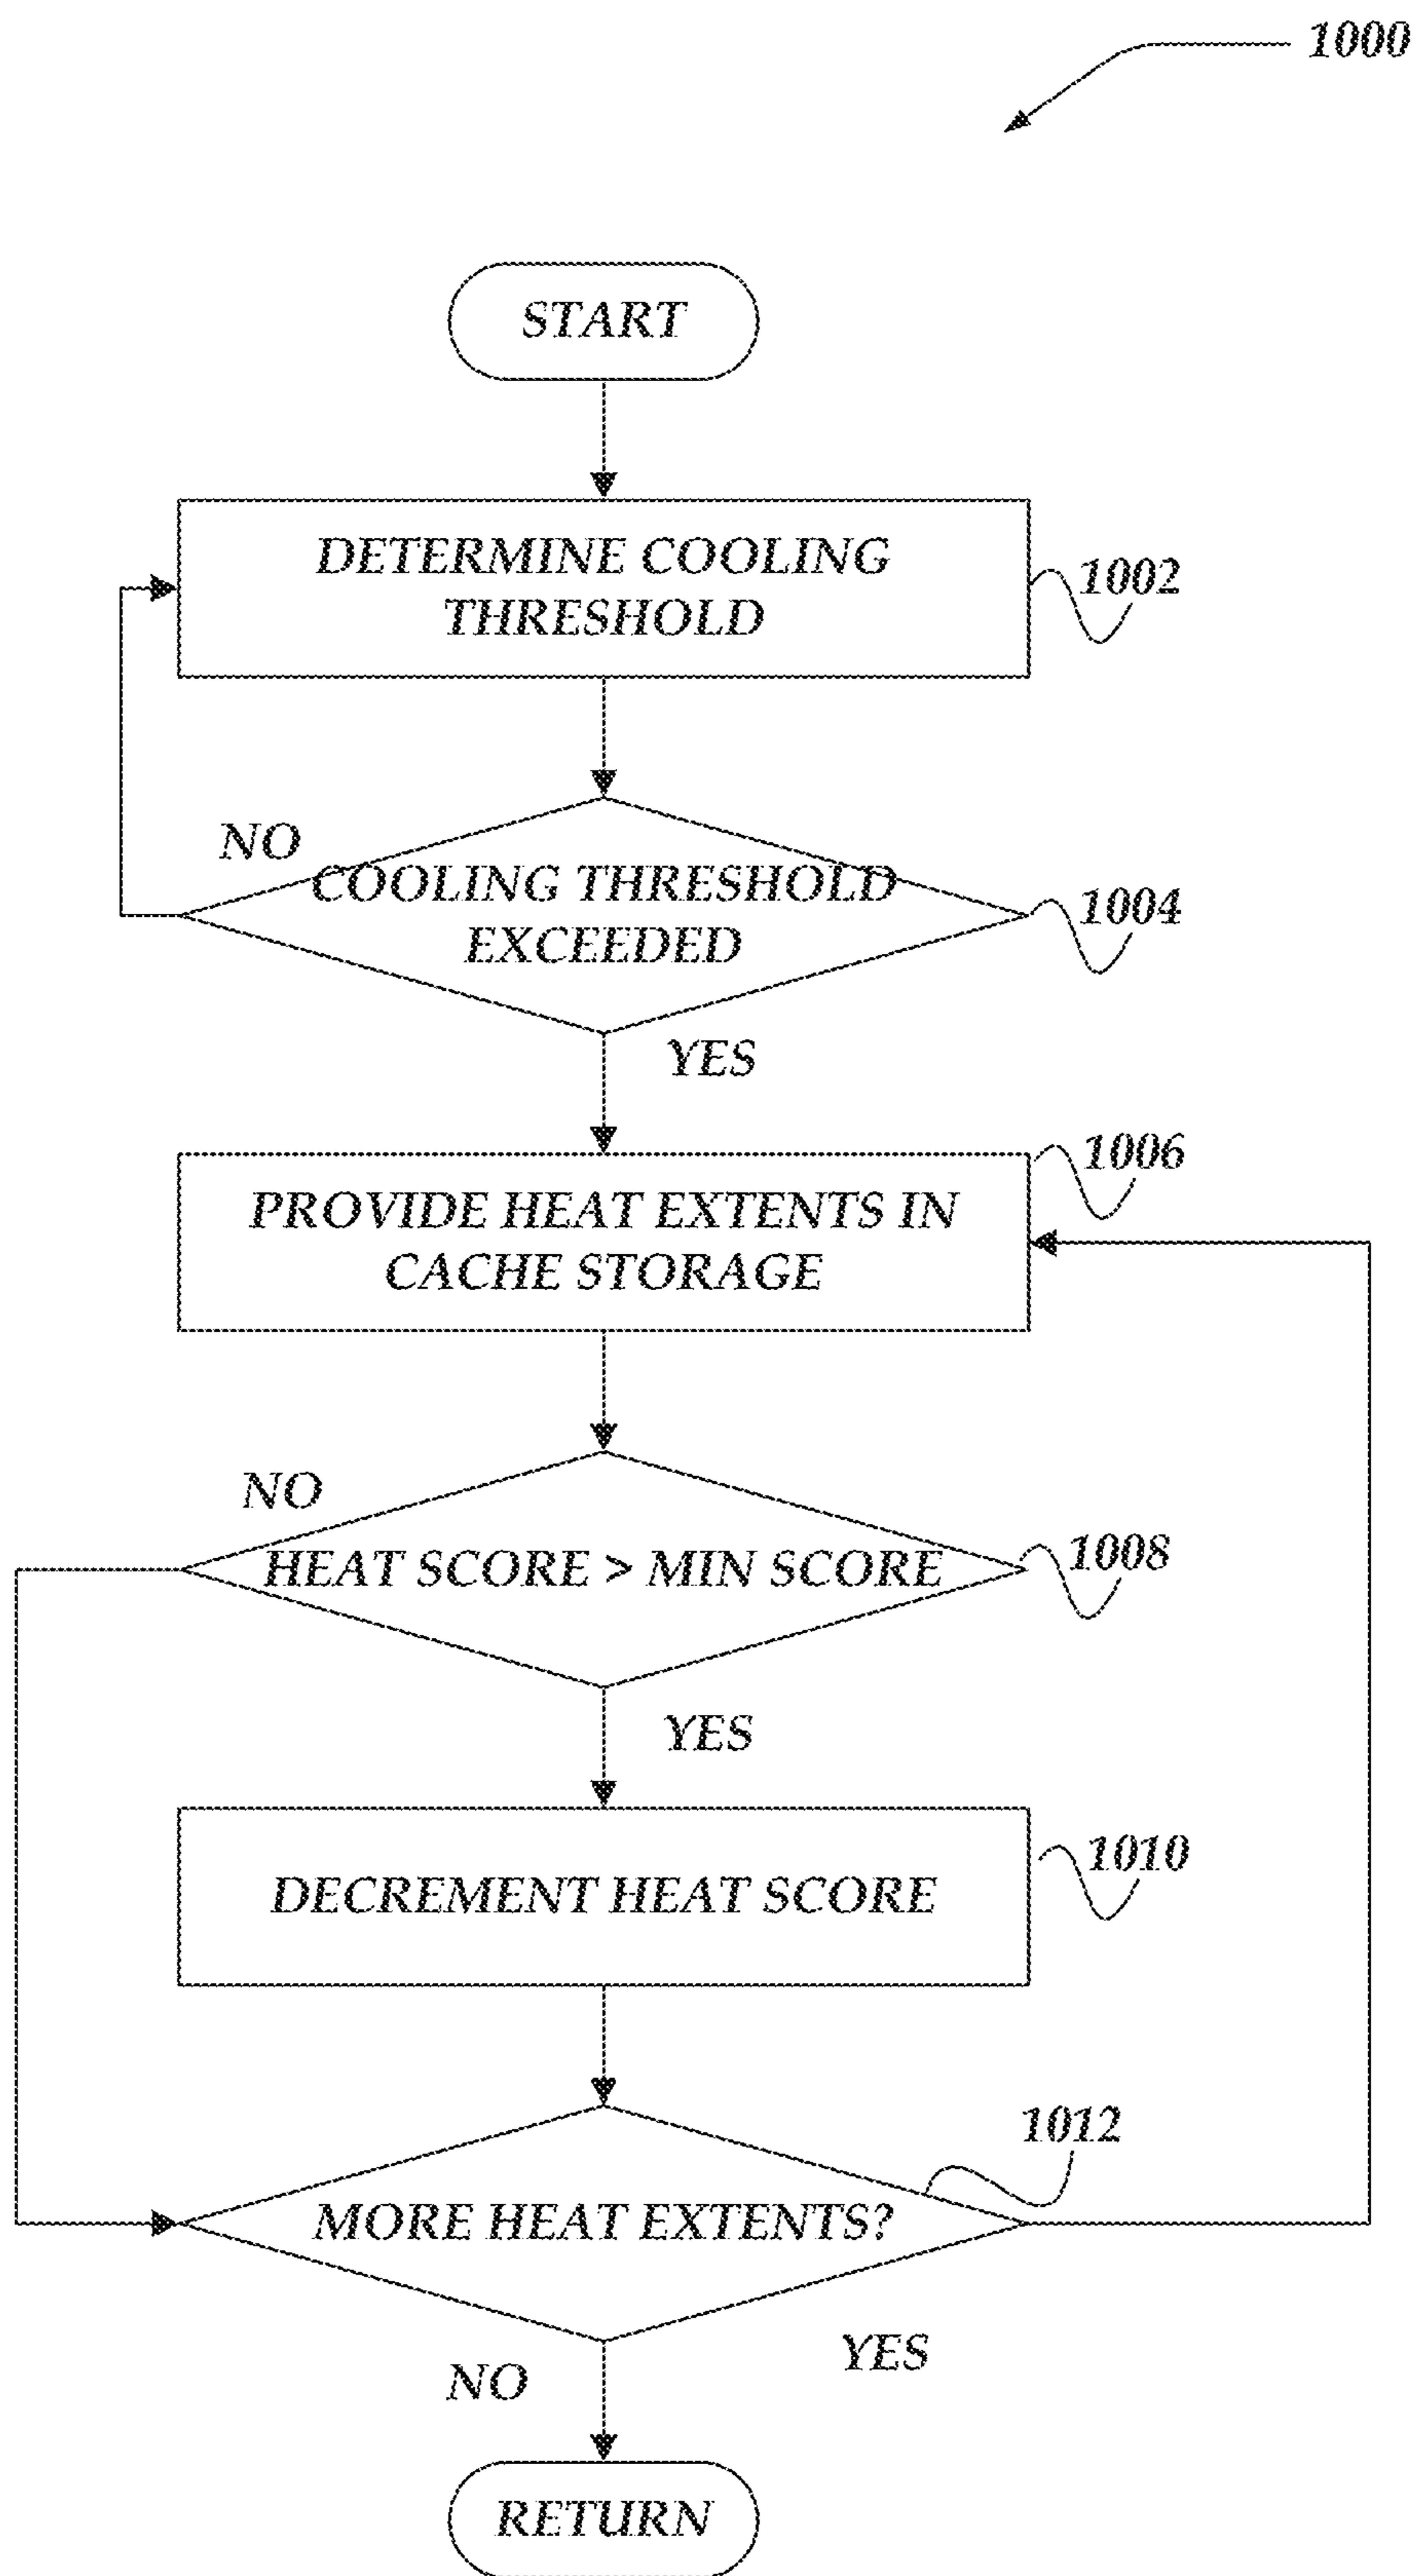 1000
START
DETERMINE COOLING
THRESHOLD
1002
NO
COOLING THRESHOLD
EXCEEDED
1004
YES
1006
PROVIDE HEAT EXTENTS IN
CACHE STORAGE
NO
HEAT SCORE > MIN SCORE
1008
YES
DECREMENT HEAT SCORE
1010
1012
MORE HEAT EXTENTS?
YES
NO
RETURN